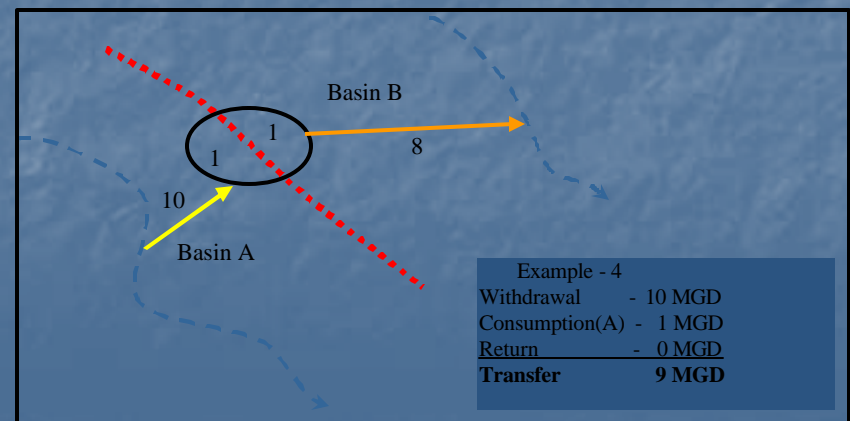 Basin B
1
1
8
10
Basin A
Example - 4
Withdrawal - 10 MGD
Consumption(A) - 1 MGD
Return - 0 MGD
Transfer 9 MGD